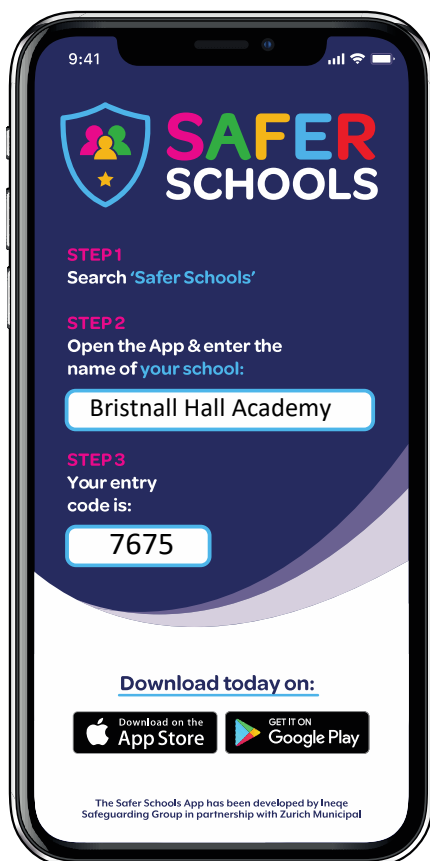 9:41
SAFER
SCHOOLS
STEP 1
Search 'Safer Schools'
STEP 2
Open the App & enter the
name of your school:
Bristnall Hall Academy
STEP 3
Your entry
code is:
7675
Download today on:
Download on the
App Store
GET IT ON
Google Play
The Safer Schools App has been developed by Ineqe
Safeguarding Group in partnership with Zurich Municipal